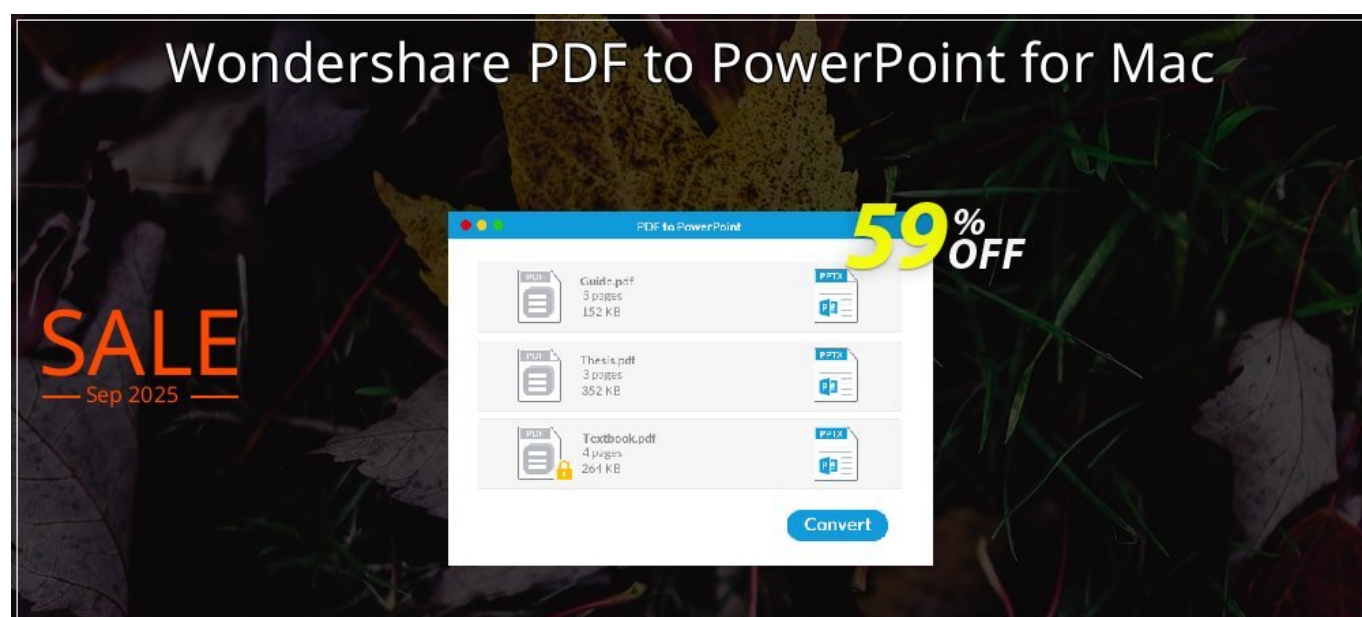 Wondershare PDF to PowerPoint for Mac
PDF to PowerPoint
59% OFF
PDF
Guide.pdf
5 pages
152 KB
PPTX
SALE
Sep 2025
PDF
Thesis.pdf
3 pages
352 KB
PPTX
PDF
Textbook.pdf
4 pages
264 KB
PPTX
Convert